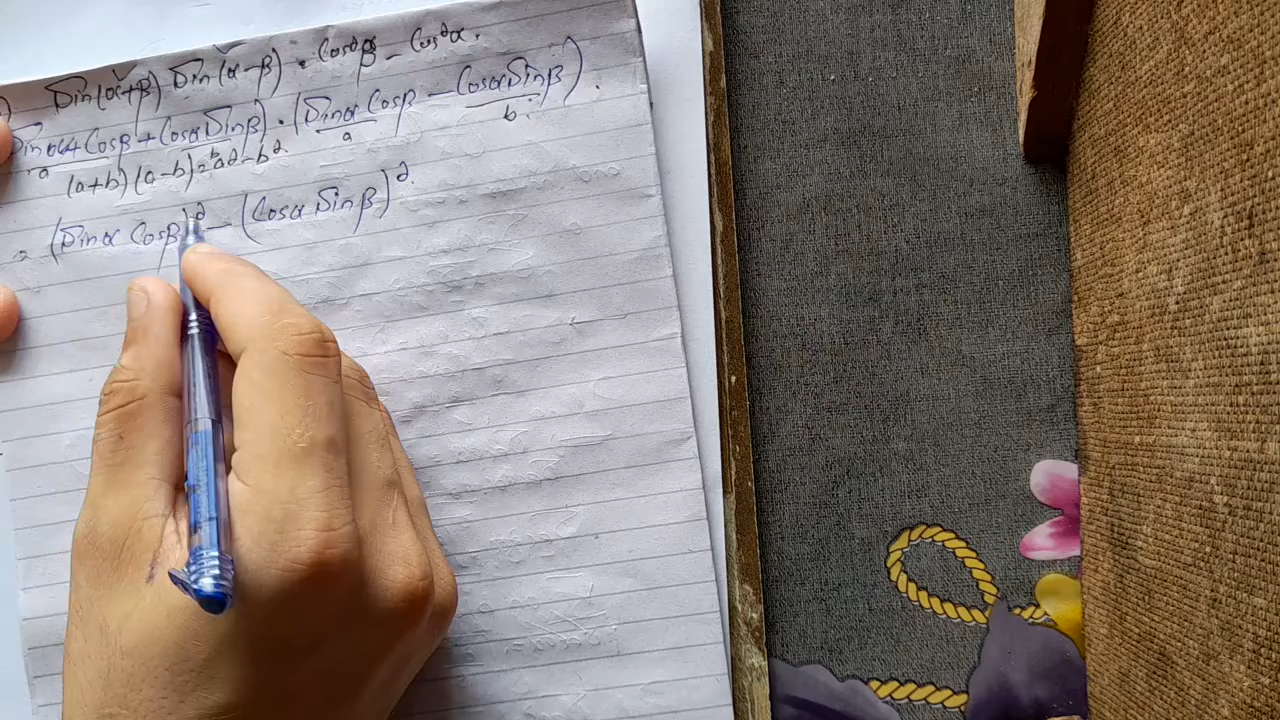 ) Sin(α+β) Sin(α-β) = Cos²β - Cos²α.
Sinα Cosβ + Cosα Sinβ) · (Sinα Cosβ - Cosα Sinβ).
a b a b
(a+b) (a-b) = a² - b².
= (Sinα Cosβ)² - (Cosα Sinβ)².